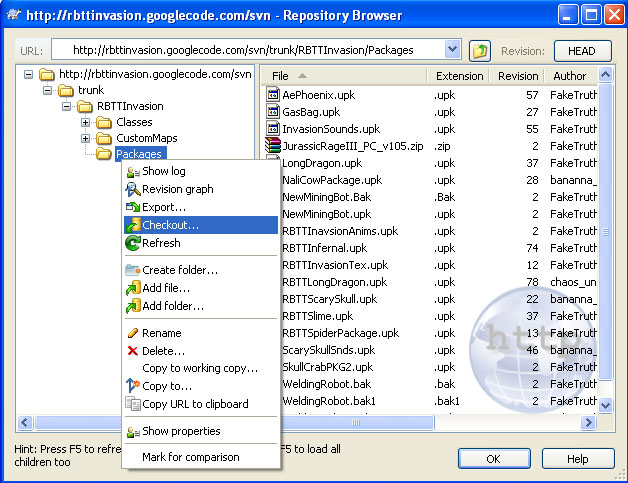 http://rbttinvasion.googlecode.com/svn - Repository Browser
URL: http://rbttinvasion.googlecode.com/svn/trunk/RBTTInvasion/Packages Revision: HEAD
http://rbttinvasion.googlecode.com/svn
trunk
RBTTInvasion
Classes
CustomMaps
Packages
Show log
Revision graph
Export...
Checkout...
Refresh
Create folder...
Add file...
Add folder...
Rename
Delete...
Copy to working copy...
Copy to...
Copy URL to clipboard
Show properties
Mark for comparison
File Extension Revision Author
AePhoenix.upk .upk 57 FakeTruth
GasBag.upk .upk 27 FakeTruth
InvasionSounds.upk .upk 55 FakeTruth
JurassicRageIII_PC_v105.zip .zip 2 FakeTruth
LongDragon.upk .upk 37 FakeTruth
NaliCowPackage.upk .upk 28 bananna_
NewMiningBot.Bak .Bak 2 FakeTruth
NewMiningBot.upk .upk 2 FakeTruth
RBTTInavsionAnims.upk .upk 2 FakeTruth
RBTTInfernal.upk .upk 74 FakeTruth
RBTTInvasionTex.upk .upk 12 FakeTruth
RBTTLongDragon.upk .upk 78 chaos_un
RBTTScarySkull.upk .upk 22 bananna_
RBTTSlime.upk .upk 37 FakeTruth
RBTTSpiderPackage.upk .upk 13 FakeTruth
ScarySkullSnds.upk .upk 46 bananna_
SkullCrabPKG2.upk .upk 2 FakeTruth
WeldingRobot.bak .bak 2 FakeTruth
WeldingRobot.bak1 .bak1 2 FakeTruth
http
Hint: Press F5 to refre F5 to load all
children too
OK Help